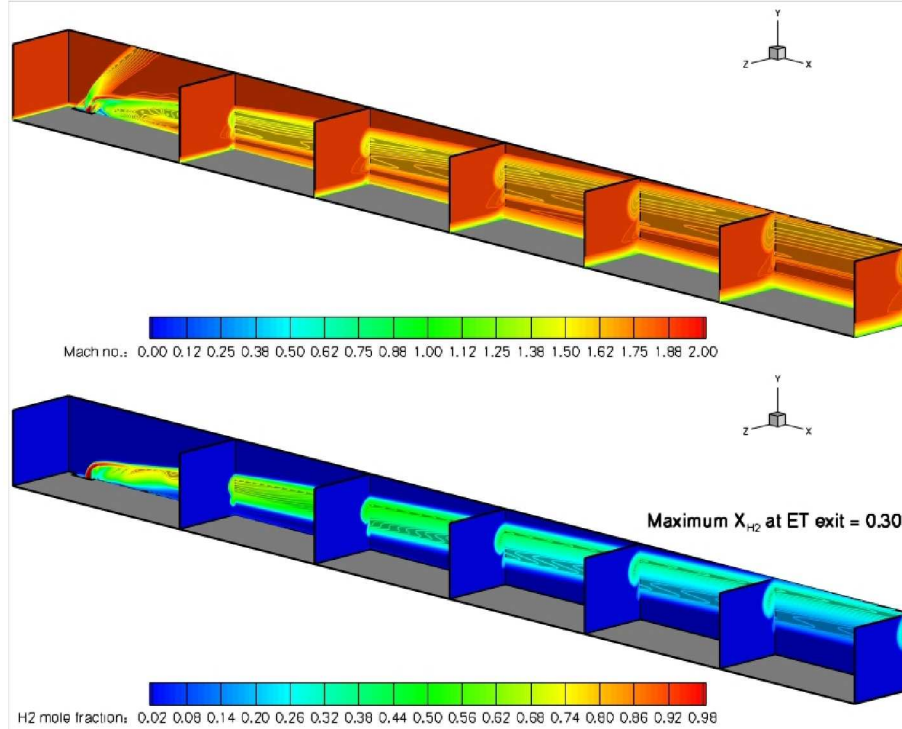 Y
Z X
Mach no.: 0.00 0.12 0.25 0.38 0.50 0.62 0.75 0.88 1.00 1.12 1.25 1.38 1.50 1.62 1.75 1.88 2.00
Y
Z X
Maximum X_H2 at ET exit = 0.30
H2 mole fraction: 0.02 0.08 0.14 0.20 0.26 0.32 0.38 0.44 0.50 0.56 0.62 0.68 0.74 0.80 0.86 0.92 0.98